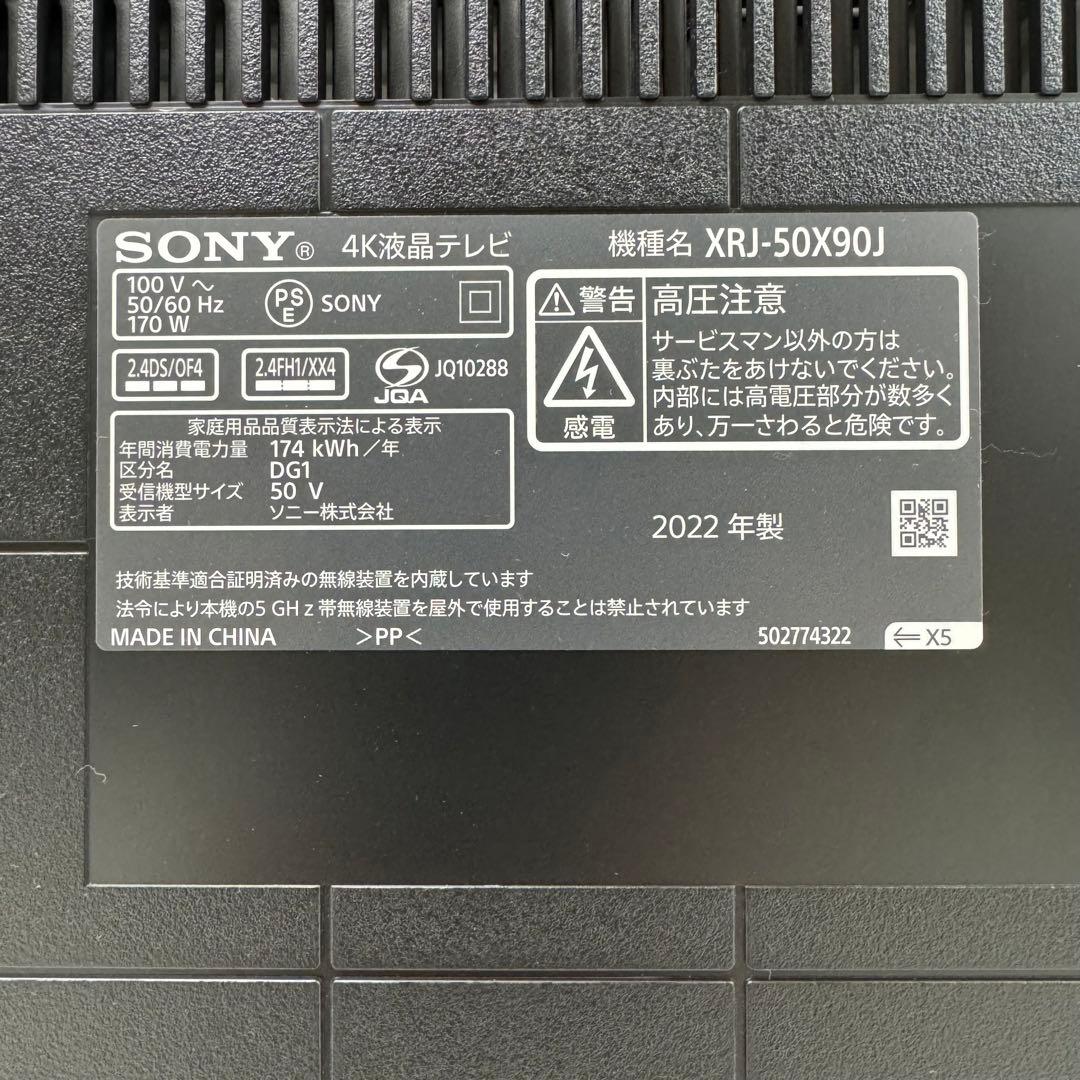 SONY® 4K液晶テレビ 機種名 XRJ-50X90J
100 V ～
50/60 Hz
170 W
PSE SONY
2.4DS/OF4
2.4FH1/XX4
JQA JQ10288
家庭用品品質表示法による表示
年間消費電力量 174 kWh／年
区分名 DG1
受信機型サイズ 50 V
表示者 ソニー株式会社
警告 高圧注意
感電
サービスマン以外の方は
裏ぶたをあけないでください。
内部には高電圧部分が数多く
あり、万一さわると危険です。
2022 年製
技術基準適合証明済みの無線装置を内蔵しています
法令により本機の5 GHz帯無線装置を屋外で使用することは禁止されています
MADE IN CHINA >PP< 502774322 ⇐ X5